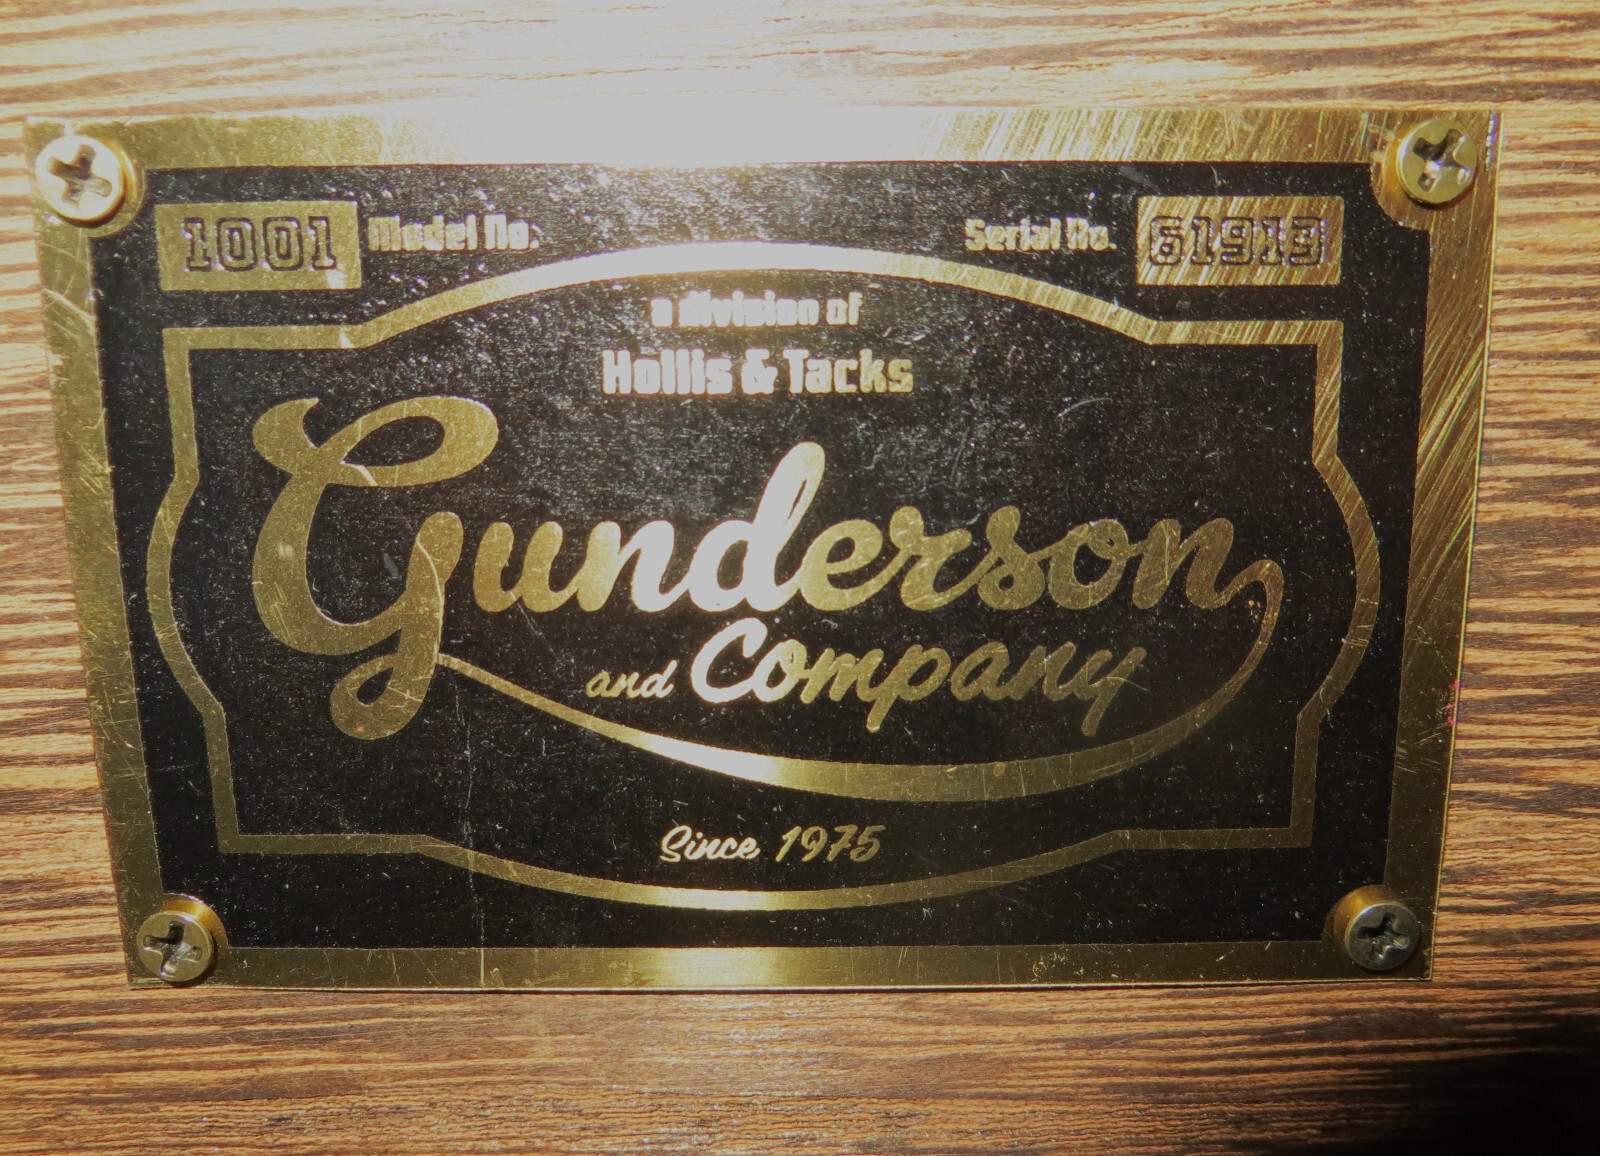 1001 Model No. Serial No. 61913
a division of
Hollis & Tacks
Gunderson
and Company
Since 1975